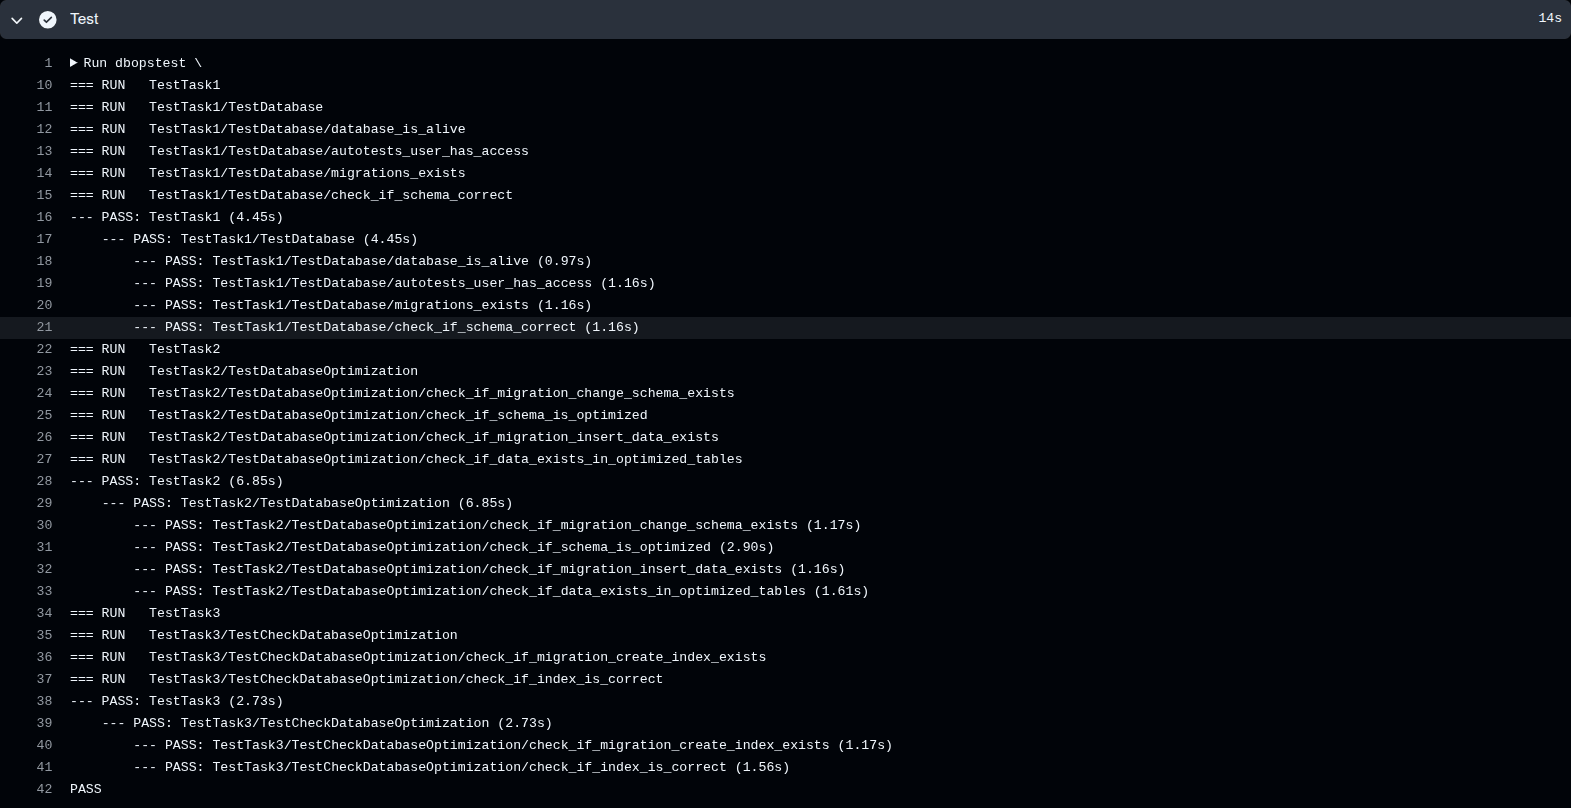 Test 14s
1 ▶ Run dbopstest \
10 === RUN   TestTask1
11 === RUN   TestTask1/TestDatabase
12 === RUN   TestTask1/TestDatabase/database_is_alive
13 === RUN   TestTask1/TestDatabase/autotests_user_has_access
14 === RUN   TestTask1/TestDatabase/migrations_exists
15 === RUN   TestTask1/TestDatabase/check_if_schema_correct
16 --- PASS: TestTask1 (4.45s)
17     --- PASS: TestTask1/TestDatabase (4.45s)
18         --- PASS: TestTask1/TestDatabase/database_is_alive (0.97s)
19         --- PASS: TestTask1/TestDatabase/autotests_user_has_access (1.16s)
20         --- PASS: TestTask1/TestDatabase/migrations_exists (1.16s)
21         --- PASS: TestTask1/TestDatabase/check_if_schema_correct (1.16s)
22 === RUN   TestTask2
23 === RUN   TestTask2/TestDatabaseOptimization
24 === RUN   TestTask2/TestDatabaseOptimization/check_if_migration_change_schema_exists
25 === RUN   TestTask2/TestDatabaseOptimization/check_if_schema_is_optimized
26 === RUN   TestTask2/TestDatabaseOptimization/check_if_migration_insert_data_exists
27 === RUN   TestTask2/TestDatabaseOptimization/check_if_data_exists_in_optimized_tables
28 --- PASS: TestTask2 (6.85s)
29     --- PASS: TestTask2/TestDatabaseOptimization (6.85s)
30         --- PASS: TestTask2/TestDatabaseOptimization/check_if_migration_change_schema_exists (1.17s)
31         --- PASS: TestTask2/TestDatabaseOptimization/check_if_schema_is_optimized (2.90s)
32         --- PASS: TestTask2/TestDatabaseOptimization/check_if_migration_insert_data_exists (1.16s)
33         --- PASS: TestTask2/TestDatabaseOptimization/check_if_data_exists_in_optimized_tables (1.61s)
34 === RUN   TestTask3
35 === RUN   TestTask3/TestCheckDatabaseOptimization
36 === RUN   TestTask3/TestCheckDatabaseOptimization/check_if_migration_create_index_exists
37 === RUN   TestTask3/TestCheckDatabaseOptimization/check_if_index_is_correct
38 --- PASS: TestTask3 (2.73s)
39     --- PASS: TestTask3/TestCheckDatabaseOptimization (2.73s)
40         --- PASS: TestTask3/TestCheckDatabaseOptimization/check_if_migration_create_index_exists (1.17s)
41         --- PASS: TestTask3/TestCheckDatabaseOptimization/check_if_index_is_correct (1.56s)
42 PASS